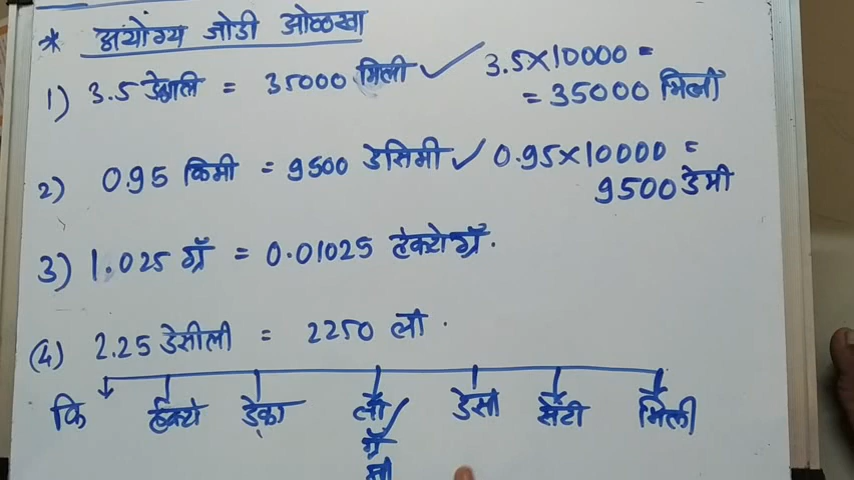 * अयोग्य जोडी ओळखा
1) 3.5 डेकाली = 35000 मिली ✓ 3.5×10000 =
= 35000 मिली
2) 0.95 किमी = 9500 डेसिमी ✓ 0.95×10000 =
9500 डेमी
3) 1.025 ग्रॅ = 0.01025 हेक्टोग्रॅ.
(4) 2.25 डेसीली = 2250 ली.
कि हेक्टो डेका ली/ डेसी सेंटी मिली
ग्रॅ
मी